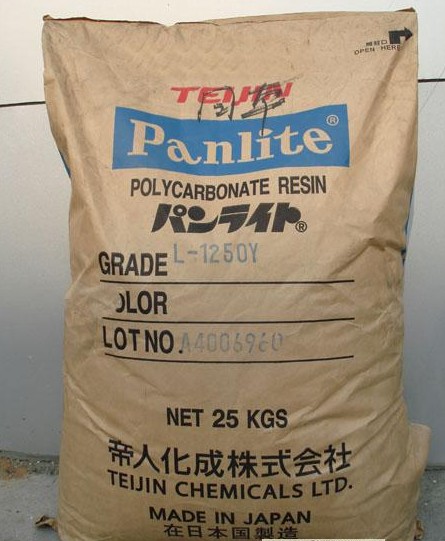 開封口
OPEN HERE
TEIJIN
Panlite®
POLYCARBONATE RESIN
パンライト®
GRADE L-1250Y
OLOR
LOT NO. A4006960
NET 25 KGS
帝人化成株式会社
TEIJIN CHEMICALS LTD.
MADE IN JAPAN
在日本国製造